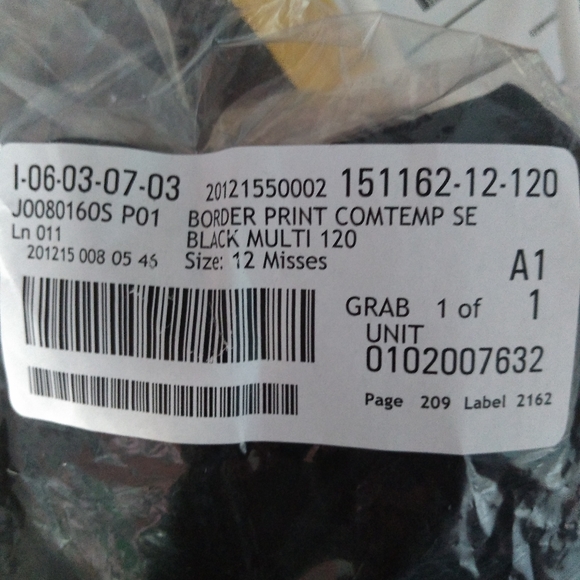 I-06-03-07-03 20121550002 151162-12-120
J0080160S P01 BORDER PRINT COMTEMP SE
Ln 011 BLACK MULTI 120
201215 008 05 46 Size: 12 Misses
A1
GRAB 1 of 1
UNIT
0102007632
Page 209 Label 2162